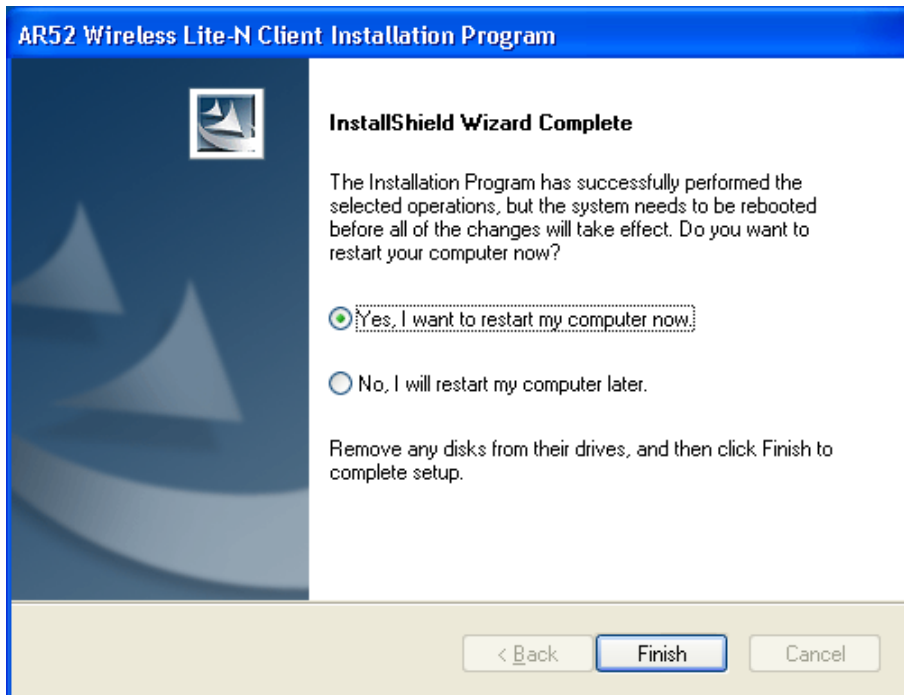 AR52 Wireless Lite-N Client Installation Program
InstallShield Wizard Complete
The Installation Program has successfully performed the
selected operations, but the system needs to be rebooted
before all of the changes will take effect. Do you want to
restart your computer now?
Yes, I want to restart my computer now.
No, I will restart my computer later.
Remove any disks from their drives, and then click Finish to
complete setup.
< Back
Finish
Cancel